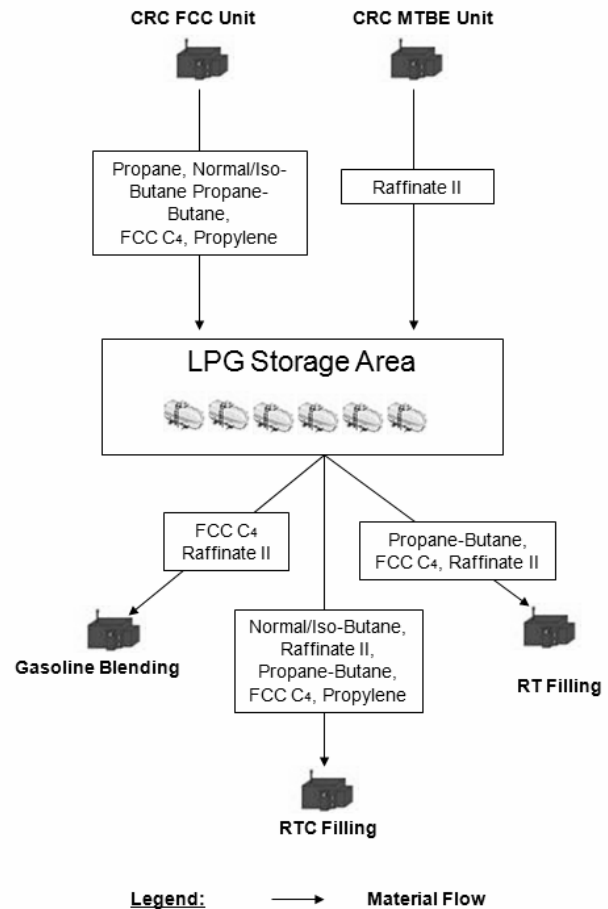 CRC FCC Unit
CRC MTBE Unit
Propane, Normal/Iso-
Butane Propane-
Butane,
FCC C₄, Propylene
Raffinate II
LPG Storage Area
FCC C₄
Raffinate II
Propane-Butane,
FCC C₄, Raffinate II
Normal/Iso-Butane,
Raffinate II,
Propane-Butane,
FCC C₄, Propylene
Gasoline Blending
RT Filling
RTC Filling
Legend:
Material Flow